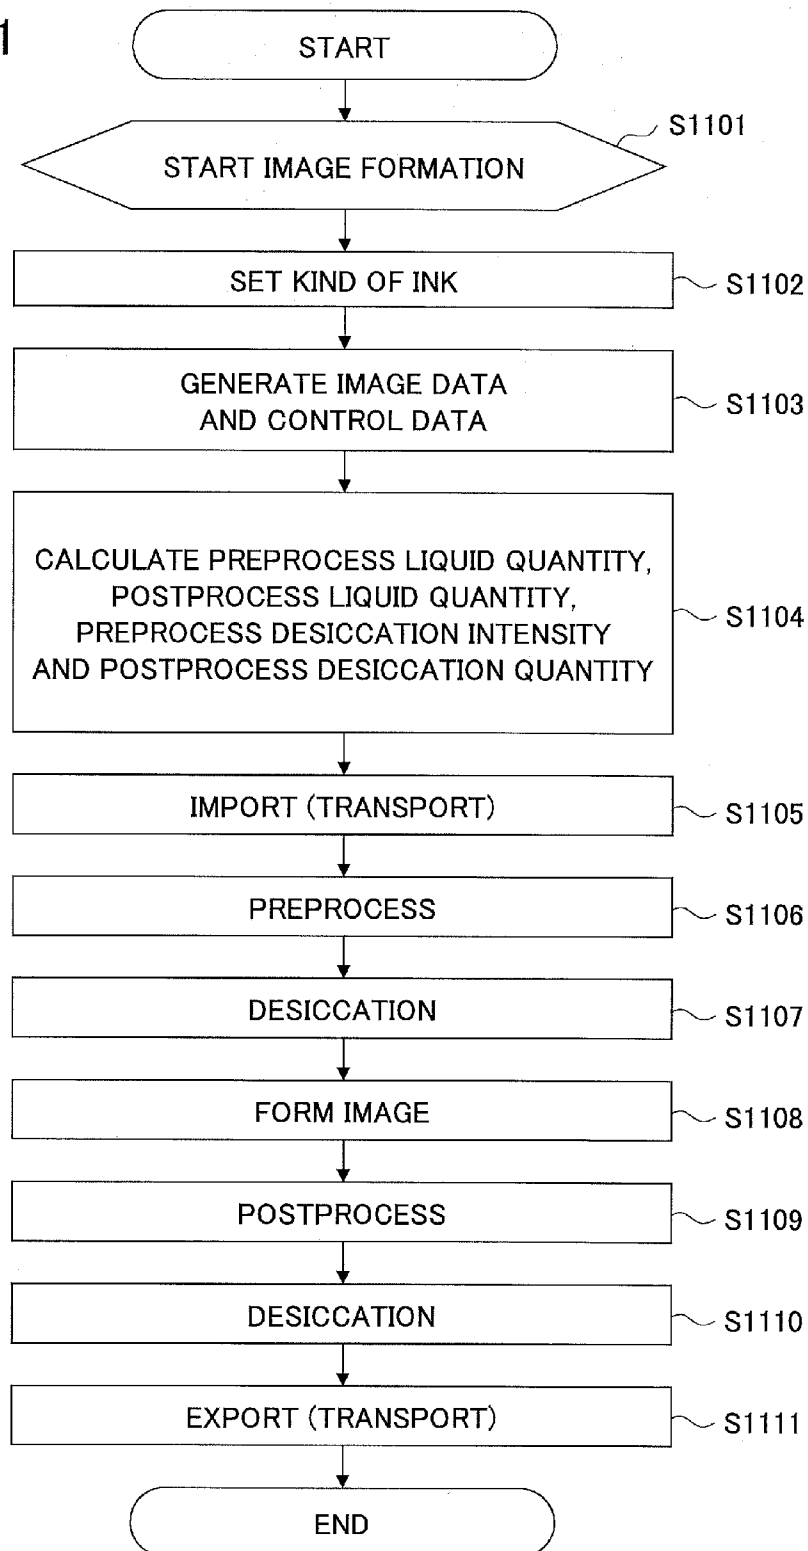 1
START
START IMAGE FORMATION
S1101
SET KIND OF INK
S1102
GENERATE IMAGE DATA
AND CONTROL DATA
S1103
CALCULATE PREPROCESS LIQUID QUANTITY,
POSTPROCESS LIQUID QUANTITY,
PREPROCESS DESICCATION INTENSITY
AND POSTPROCESS DESICCATION QUANTITY
S1104
IMPORT (TRANSPORT)
S1105
PREPROCESS
S1106
DESICCATION
S1107
FORM IMAGE
S1108
POSTPROCESS
S1109
DESICCATION
S1110
EXPORT (TRANSPORT)
S1111
END